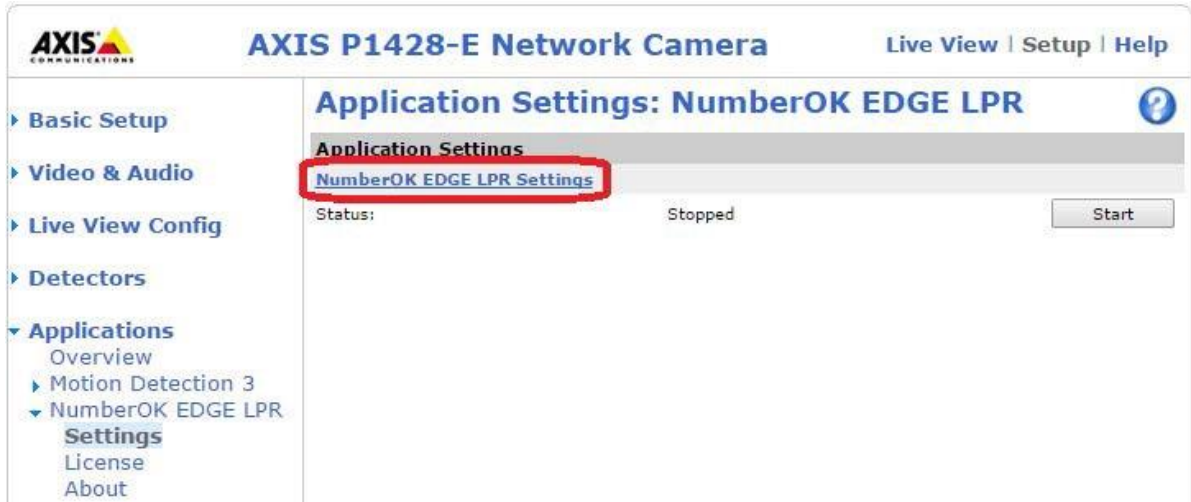 AXIS
COMMUNICATIONS
AXIS P1428-E Network Camera
Live View | Setup | Help
Basic Setup
Video & Audio
Live View Config
Detectors
Applications
Overview
Motion Detection 3
NumberOK EDGE LPR
Settings
License
About
Application Settings: NumberOK EDGE LPR
?
Application Settings
NumberOK EDGE LPR Settings
Status: Stopped Start